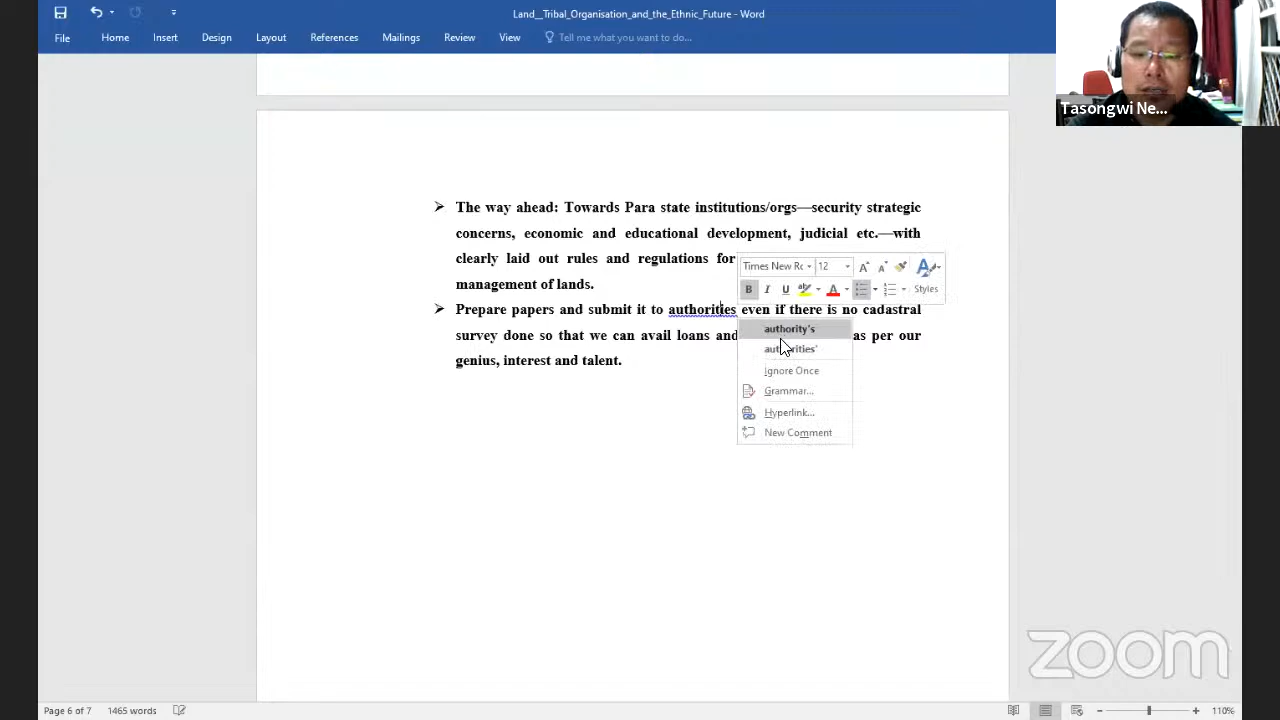 Land__Tribal_Organisation_and the_Ethnic_Future - Word
File Home Insert Design Layout References Mailings Review View Tell me what you want to do...
Tasongwi Ne...
➢ The way ahead: Towards Para state institutions/orgs—security strategic
concerns, economic and educational development, judicial etc.—with
clearly laid out rules and regulations for
management of lands.
➢ Prepare papers and submit it to authorities even if there is no cadastral
survey done so that we can avail loans and as per our
genius, interest and talent.
Times New Rc 12
B I U Styles
authority's
authorities'
Ignore Once
Grammar...
Hyperlink...
New Comment
zoom
Page 6 of 7 1465 words 110%